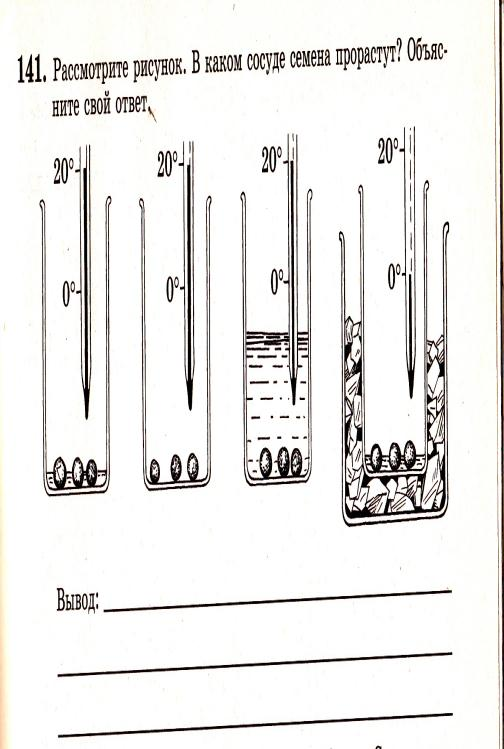 141. Рассмотрите рисунок. В каком сосуде семена прорастут? Объяс-
ните свой ответ.
20° 20° 20° 20°
0° 0° 0° 0°
Вывод: